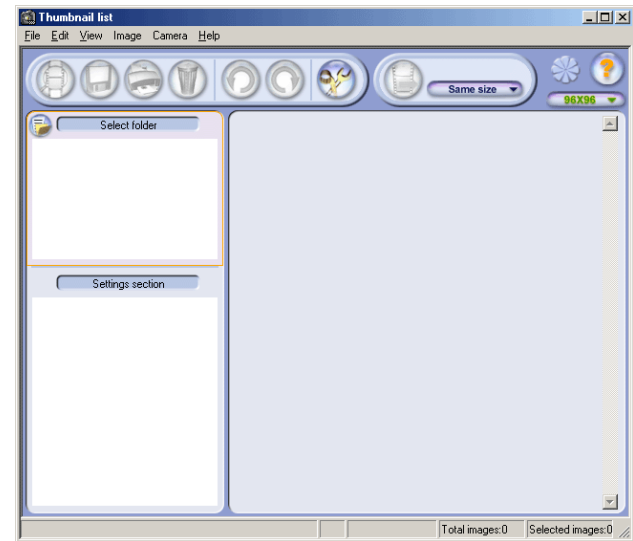 Thumbnail list
File Edit View Image Camera Help
Same size
?
96X96
Select folder
Settings section
Total images:0 Selected images:0